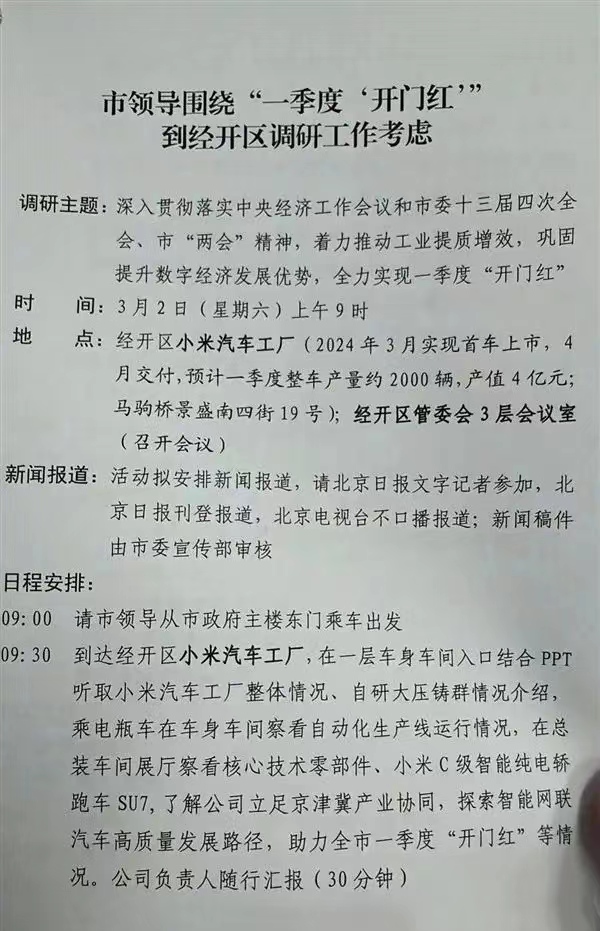 市领导围绕“一季度‘开门红’”
到经开区调研工作考虑
调研主题：深入贯彻落实中央经济工作会议和市委十三届四次全
会、市“两会”精神，着力推动工业提质增效，巩固
提升数字经济发展优势，全力实现一季度“开门红”
时 间：3月2日（星期六）上午9时
地 点：经开区小米汽车工厂（2024年3月实现首车上市，4
月交付，预计一季度整车产量约2000辆，产值4亿元；
马驹桥景盛南四街19号）；经开区管委会3层会议室
（召开会议）
新闻报道：活动拟安排新闻报道，请北京日报文字记者参加，北
京日报刊登报道，北京电视台不口播报道；新闻稿件
由市委宣传部审核
日程安排：
09:00 请市领导从市政府主楼东门乘车出发
09:30 到达经开区小米汽车工厂，在一层车身车间入口结合PPT
听取小米汽车工厂整体情况、自研大压铸群情况介绍，
乘电瓶车在车身车间察看自动化生产线运行情况，在总
装车间展厅察看核心技术零部件、小米C级智能纯电轿
跑车SU7，了解公司立足京津冀产业协同，探索智能网联
汽车高质量发展路径，助力全市一季度“开门红”等情
况。公司负责人随行汇报（30分钟）